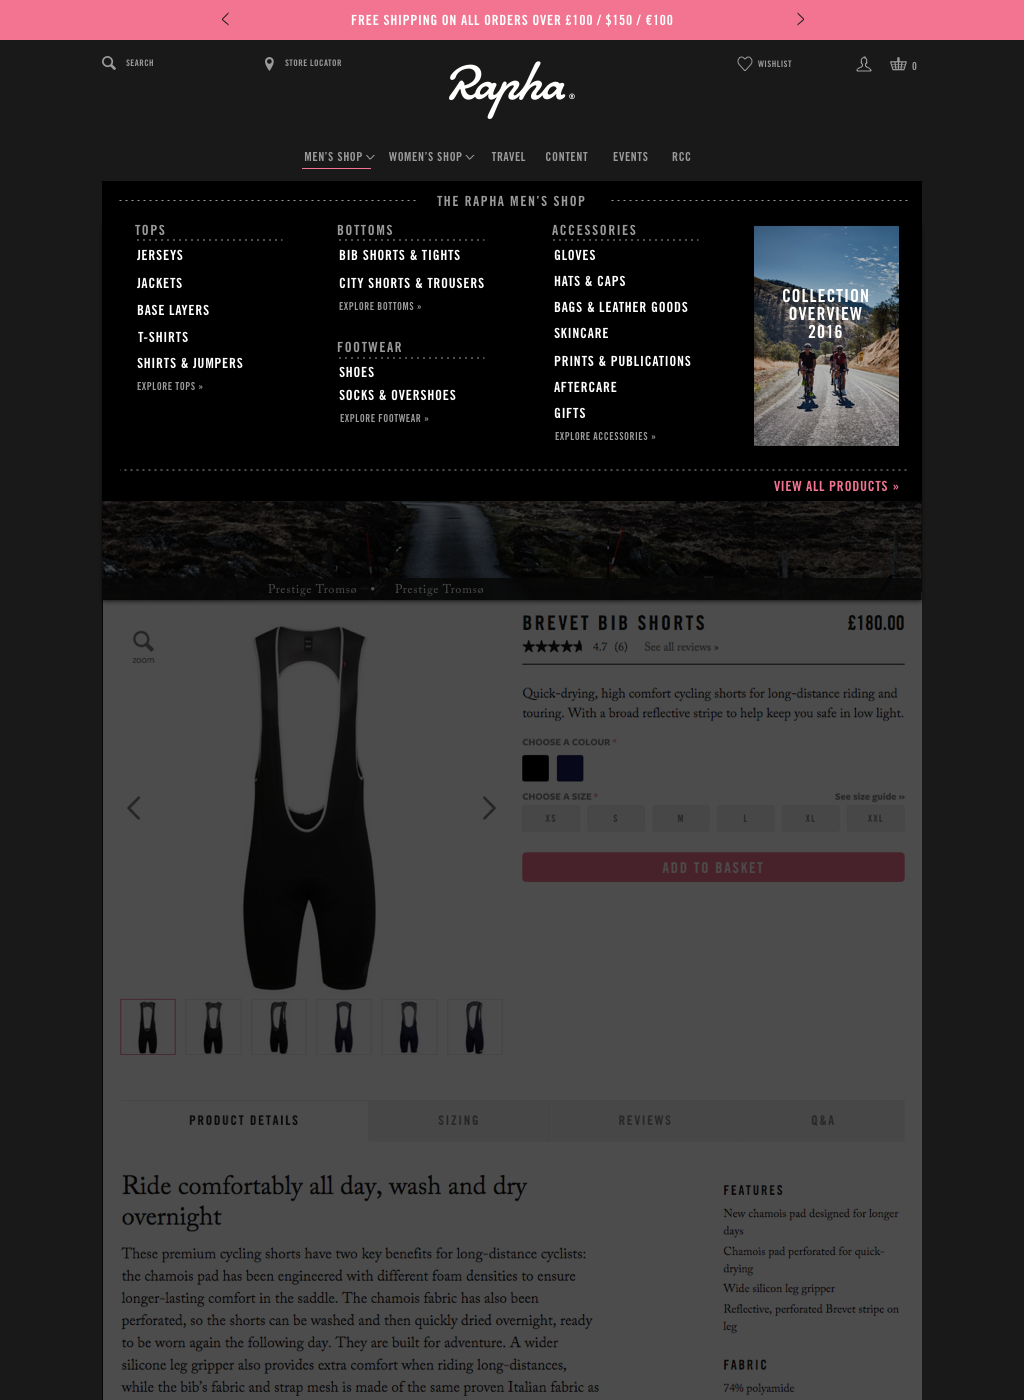 FREE SHIPPING ON ALL ORDERS OVER £100 / $150 / €100
SEARCH
STORE LOCATOR
Rapha®
WISHLIST
0
MEN'S SHOP
WOMEN'S SHOP
TRAVEL
CONTENT
EVENTS
RCC
THE RAPHA MEN'S SHOP
TOPS
JERSEYS
JACKETS
BASE LAYERS
T-SHIRTS
SHIRTS & JUMPERS
EXPLORE TOPS »
BOTTOMS
BIB SHORTS & TIGHTS
CITY SHORTS & TROUSERS
EXPLORE BOTTOMS »
FOOTWEAR
SHOES
SOCKS & OVERSHOES
EXPLORE FOOTWEAR »
ACCESSORIES
GLOVES
HATS & CAPS
BAGS & LEATHER GOODS
SKINCARE
PRINTS & PUBLICATIONS
AFTERCARE
GIFTS
EXPLORE ACCESSORIES »
COLLECTION
OVERVIEW
2016
VIEW ALL PRODUCTS »
Prestige Tromsø • Prestige Tromsø
zoom
BREVET BIB SHORTS
£180.00
4.7 (6) See all reviews »
Quick-drying, high comfort cycling shorts for long-distance riding and
touring. With a broad reflective stripe to help keep you safe in low light.
CHOOSE A COLOUR *
CHOOSE A SIZE *
See size guide »
XS
S
M
L
XL
XXL
ADD TO BASKET
PRODUCT DETAILS
SIZING
REVIEWS
Q&A
Ride comfortably all day, wash and dry
overnight
These premium cycling shorts have two key benefits for long-distance cyclists:
the chamois pad has been engineered with different foam densities to ensure
longer-lasting comfort in the saddle. The chamois fabric has also been
perforated, so the shorts can be washed and then quickly dried overnight, ready
to be worn again the following day. They are built for adventure. A wider
silicone leg gripper also provides extra comfort when riding long-distances,
while the bib's fabric and strap mesh is made of the same proven Italian fabric as
FEATURES
New chamois pad designed for longer
days
Chamois pad perforated for quick-
drying
Wide silicon leg gripper
Reflective, perforated Brevet stripe on
leg
FABRIC
74% polyamide